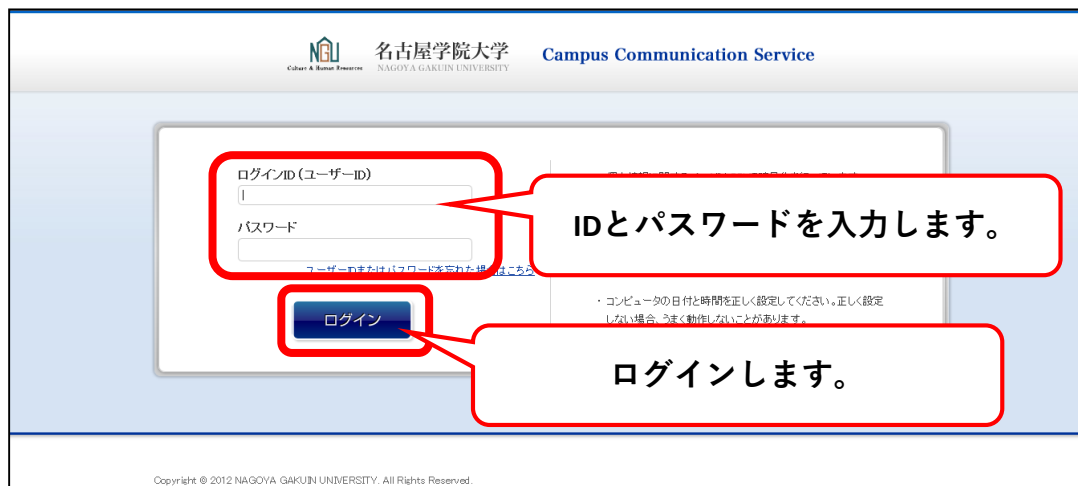 NGU
Culture & Human Resources
名古屋学院大学
NAGOYA GAKUIN UNIVERSITY
Campus Communication Service
ログインID（ユーザーID）
IDとパスワードを入力します。
パスワード
ユーザーIDまたはパスワードを忘れた場合はこちら
・コンピュータの日付と時間を正しく設定してください。正しく設定
しない場合、うまく動作しないことがあります。
ログイン
ログインします。
Copyright © 2012 NAGOYA GAKUIN UNIVERSITY. All Rights Reserved.